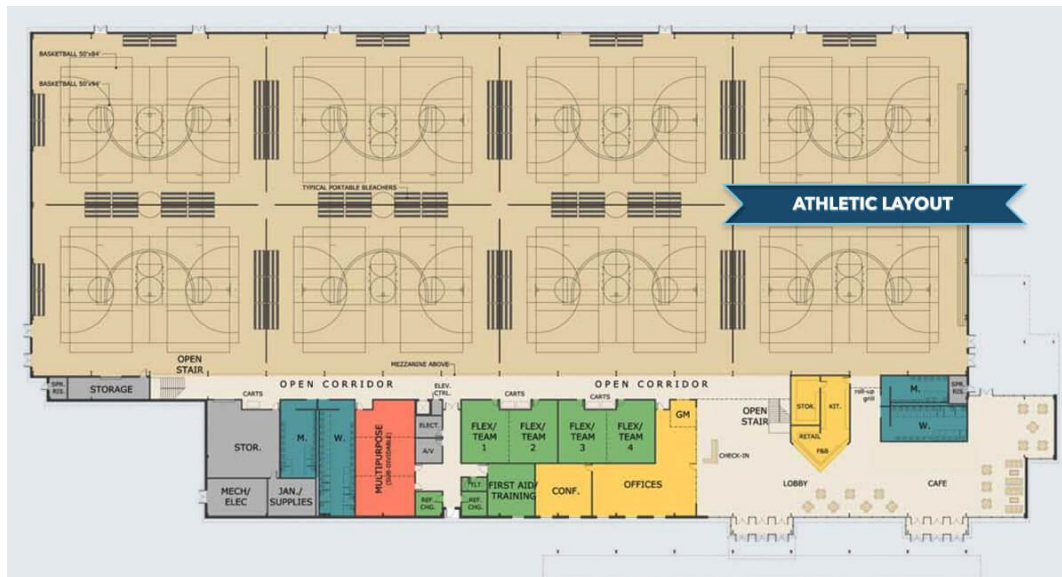 BASKETBALL 50'x84'
BASKETBALL 50'x94'
TYPICAL PORTABLE BLEACHERS
ATHLETIC LAYOUT
OPEN
STAIR
MEZZANINE ABOVE
SPR.
RIS.
STORAGE
CARTS
OPEN CORRIDOR
ELEV.
CTRL.
CARTS
OPEN CORRIDOR
CARTS
roll-up
grill
SPR.
RIS.
STOR.
M.
W.
MULTIPURPOSE
(SUB-DIVIDABLE)
ELECT.
A/V
FLEX/
TEAM
1
FLEX/
TEAM
2
FLEX/
TEAM
3
FLEX/
TEAM
4
GM
OPEN
STAIR
STOR.
KIT.
RETAIL
F&B
M.
W.
CHECK-IN
MECH/
ELEC
JAN./
SUPPLIES
REF.
CHG.
TLT.
REF.
CHG.
FIRST AID/
TRAINING
CONF.
OFFICES
LOBBY
CAFE